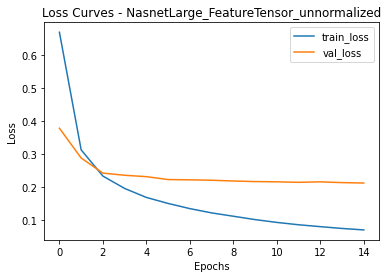 Loss Curves - NasnetLarge_FeatureTensor_unnormalized
train_loss
val_loss
0.6
0.5
0.4
0.3
0.2
0.1
Loss
0 2 4 6 8 10 12 14
Epochs